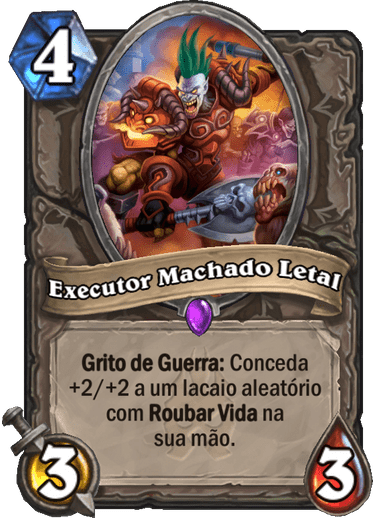 4
Executor Machado Letal
Grito de Guerra: Conceda
+2/+2 a um lacaio aleatório
com Roubar Vida na
sua mão.
3
3